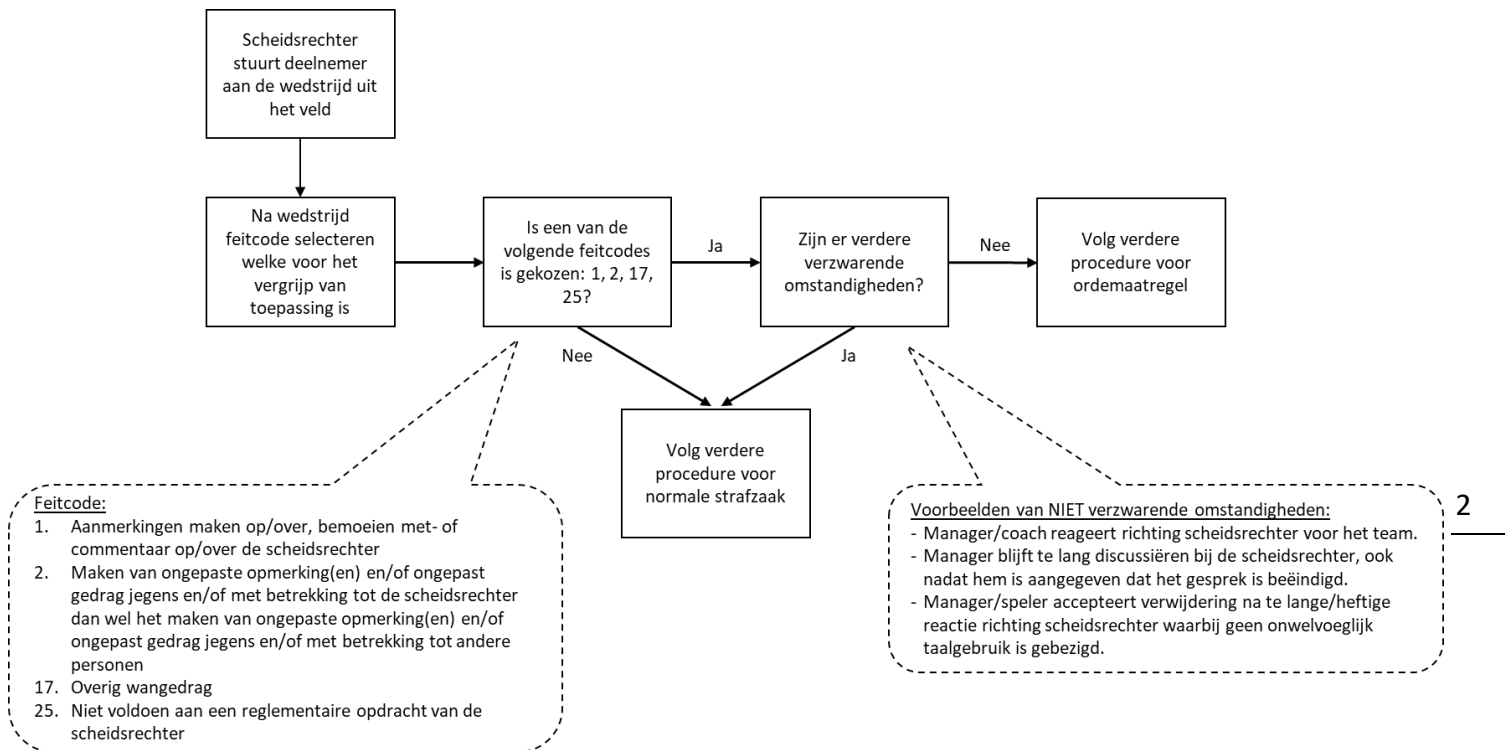 Scheidsrechter
stuurt deelnemer
aan de wedstrijd uit
het veld
Na wedstrijd
feitcode selecteren
welke voor het
vergrijp van
toepassing is
Is een van de
volgende feitcodes
is gekozen: 1, 2, 17,
25?
Ja
Zijn er verdere
verzwarende
omstandigheden?
Nee
Volg verdere
procedure voor
ordemaatregel
Nee
Ja
Volg verdere
procedure voor
normale strafzaak
Feitcode:
1. Aanmerkingen maken op/over, bemoeien met- of
commentaar op/over de scheidsrechter
2. Maken van ongepaste opmerking(en) en/of ongepast
gedrag jegens en/of met betrekking tot de scheidsrechter
dan wel het maken van ongepaste opmerking(en) en/of
ongepast gedrag jegens en/of met betrekking tot andere
personen
17. Overig wangedrag
25. Niet voldoen aan een reglementaire opdracht van de
scheidsrechter
Voorbeelden van NIET verzwarende omstandigheden:
- Manager/coach reageert richting scheidsrechter voor het team.
- Manager blijft te lang discussiëren bij de scheidsrechter, ook
nadat hem is aangegeven dat het gesprek is beëindigd.
- Manager/speler accepteert verwijdering na te lange/heftige
reactie richting scheidsrechter waarbij geen onwelvoeglijk
taalgebruik is gebezigd.
2